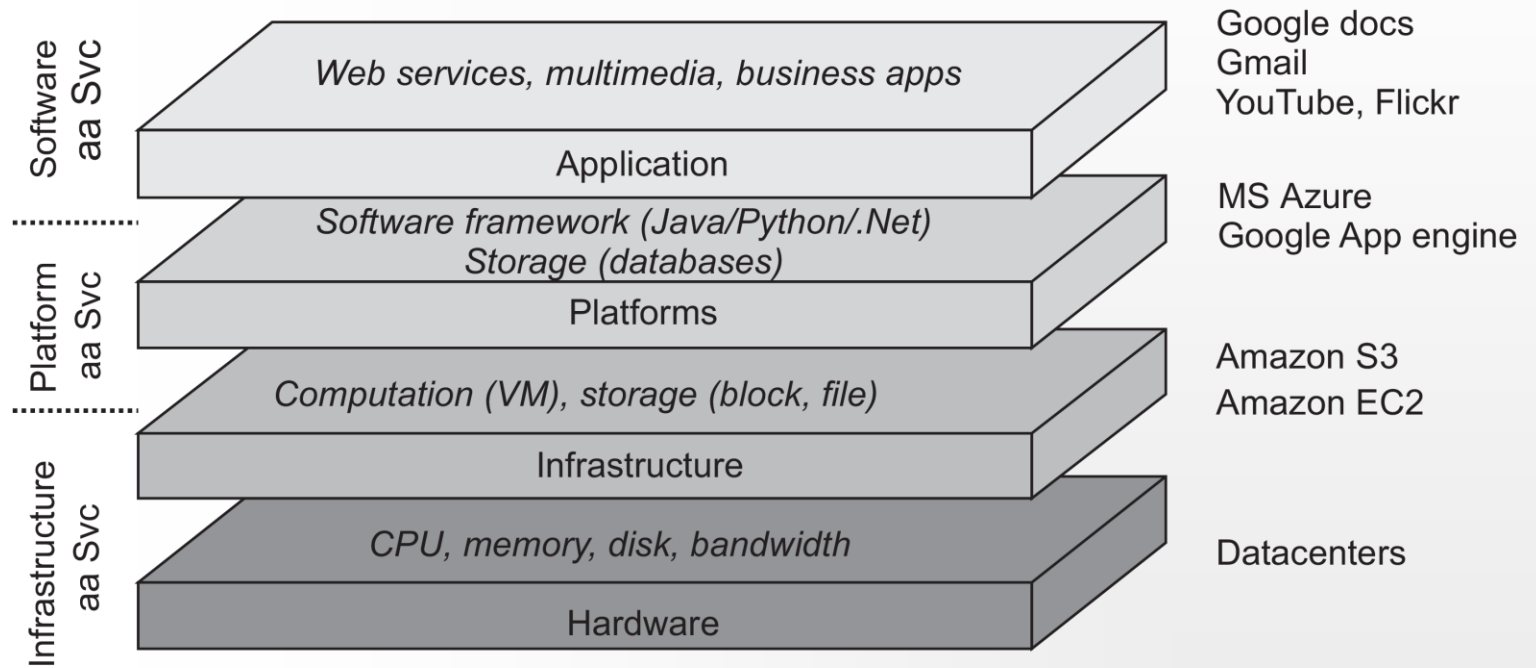 Software
aa Svc
Web services, multimedia, business apps
Application
Google docs
Gmail
YouTube, Flickr
Platform
aa Svc
Software framework (Java/Python/.Net)
Storage (databases)
Platforms
MS Azure
Google App engine
Infrastructure
aa Svc
Computation (VM), storage (block, file)
Infrastructure
Amazon S3
Amazon EC2
CPU, memory, disk, bandwidth
Hardware
Datacenters